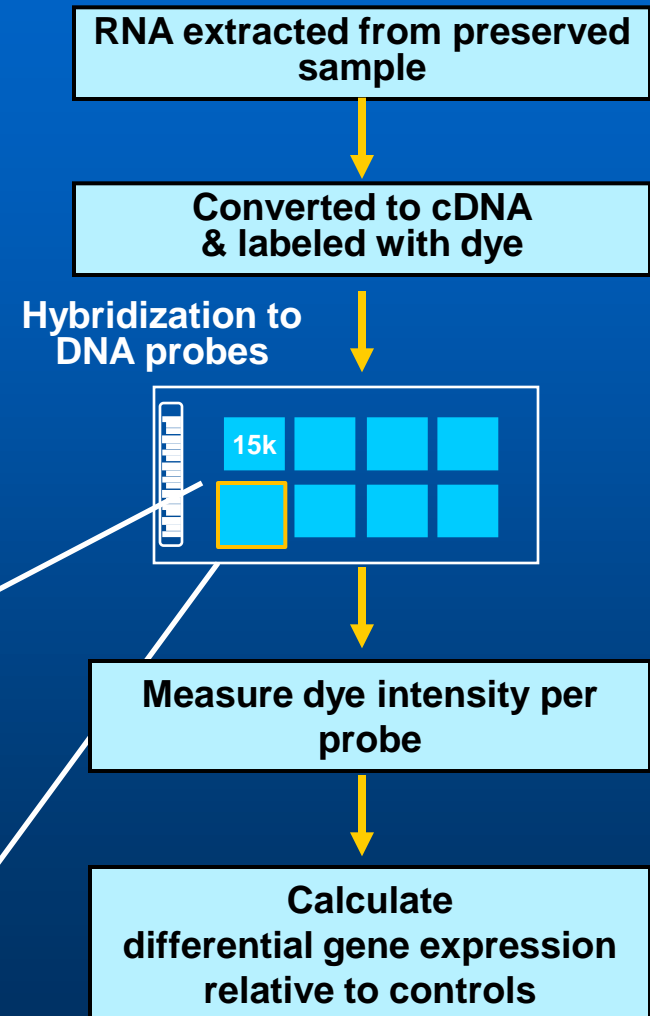 RNA extracted from preserved
sample
Converted to cDNA
& labeled with dye
Hybridization to
DNA probes
15k
Measure dye intensity per
probe
Calculate
differential gene expression
relative to controls